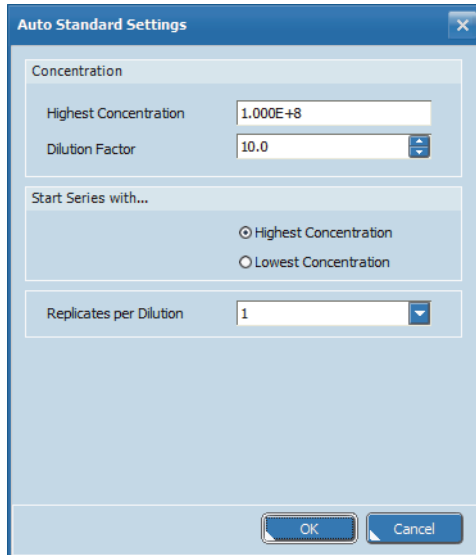 Auto Standard Settings
Concentration
Highest Concentration 1.000E+8
Dilution Factor 10.0
Start Series with...
Highest Concentration
Lowest Concentration
Replicates per Dilution 1
OK Cancel